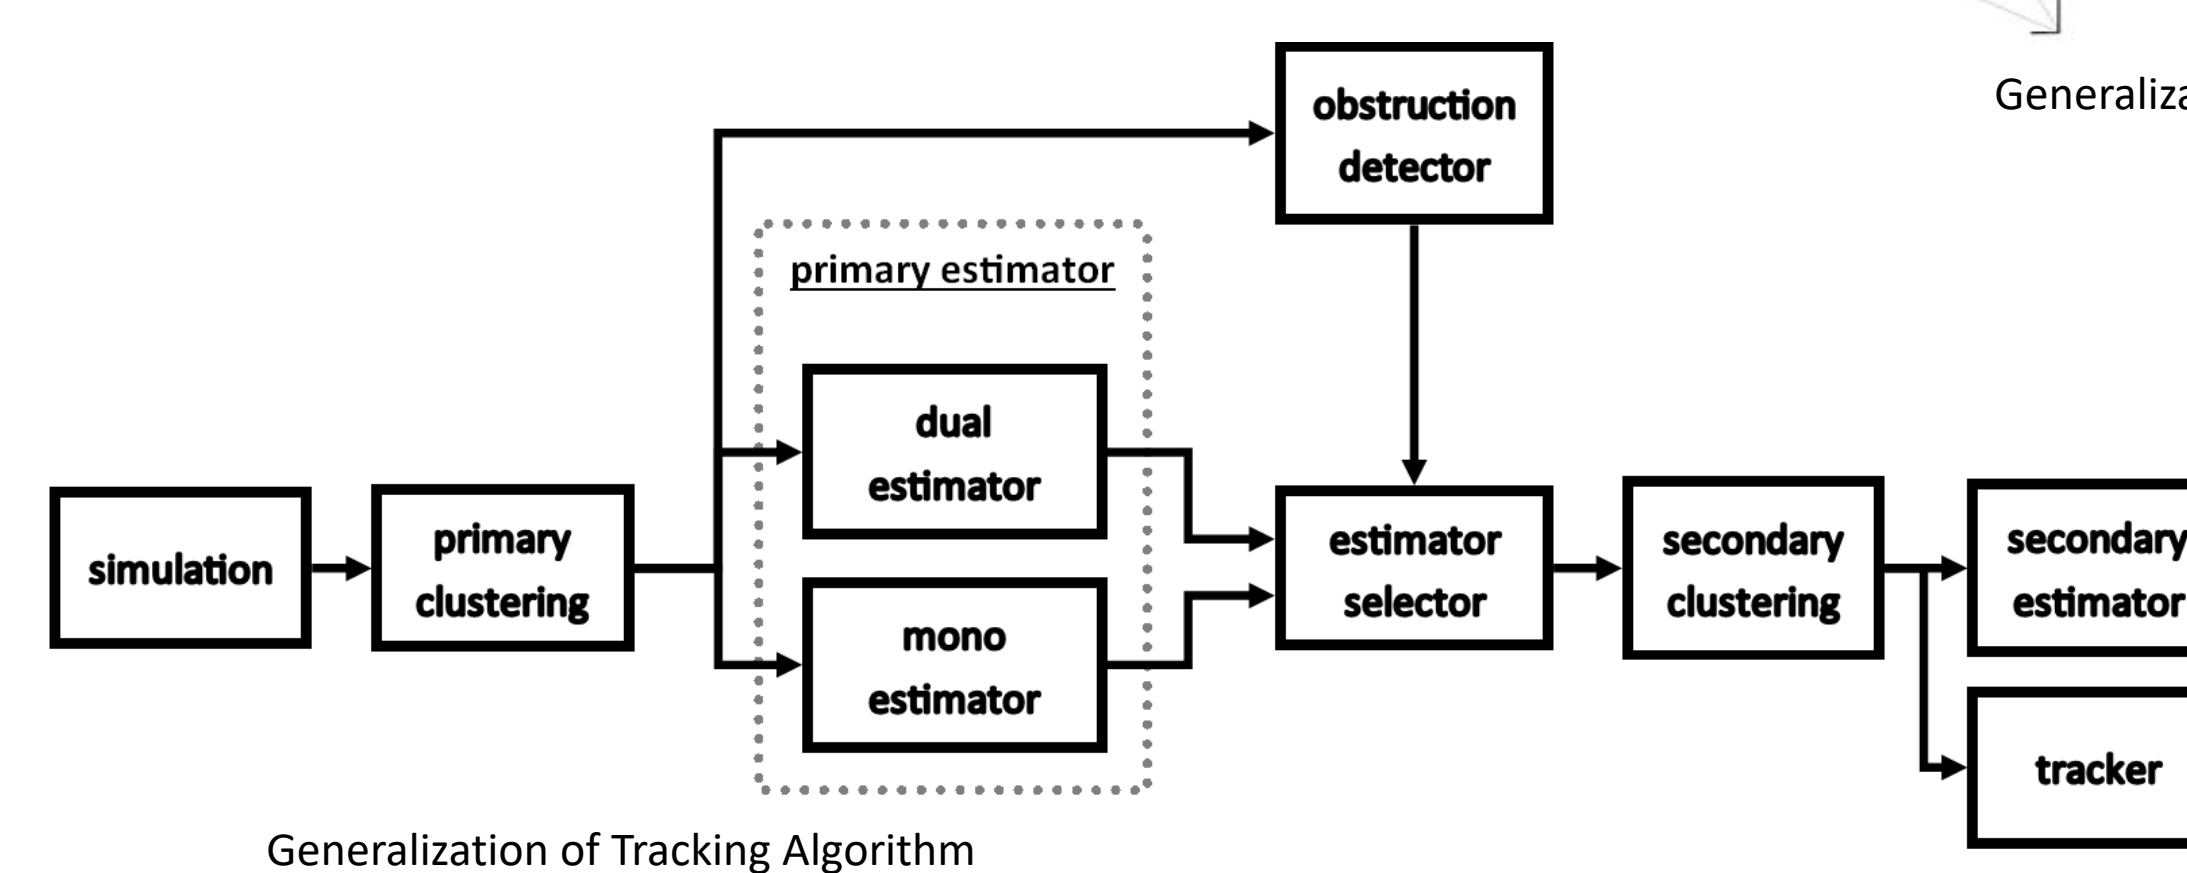 obstruction
detector
Generaliza
primary estimator
dual
estimator
mono
estimator
simulation
primary
clustering
estimator
selector
secondary
clustering
secondary
estimator
tracker
Generalization of Tracking Algorithm